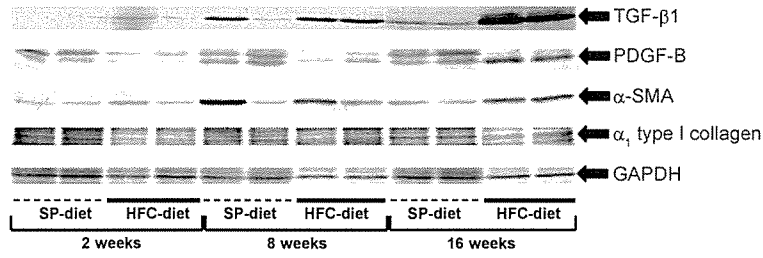 TGF-β1
PDGF-B
α-SMA
α₁ type I collagen
GAPDH
SP-diet HFC-diet SP-diet HFC-diet SP-diet HFC-diet
2 weeks 8 weeks 16 weeks